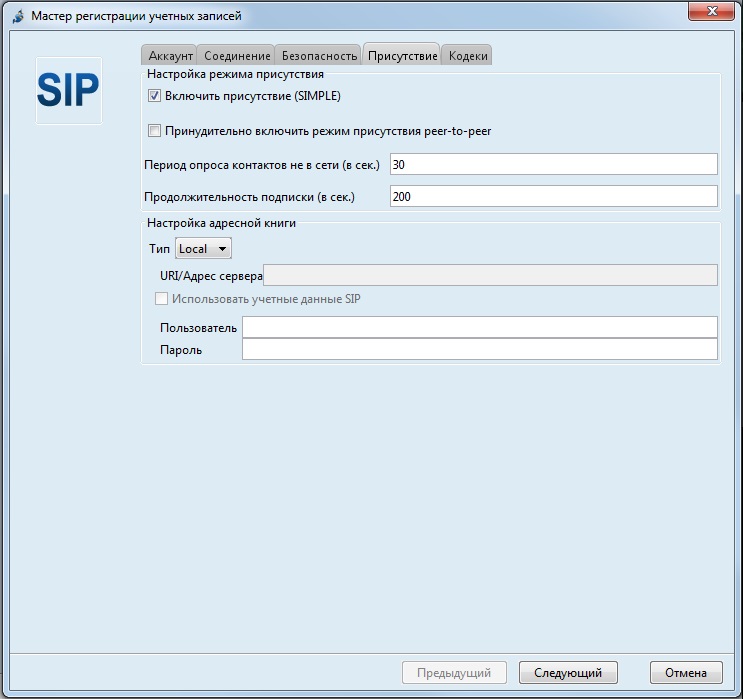 Мастер регистрации учетных записей
SIP
Аккаунт Соединение Безопасность Присутствие Кодеки
Настройка режима присутствия
Включить присутствие (SIMPLE)
Принудительно включить режим присутствия peer-to-peer
Период опроса контактов не в сети (в сек.) 30
Продолжительность подписки (в сек.) 200
Настройка адресной книги
Тип Local
URI/Адрес сервера
Использовать учетные данные SIP
Пользователь
Пароль
Предыдущий Следующий Отмена